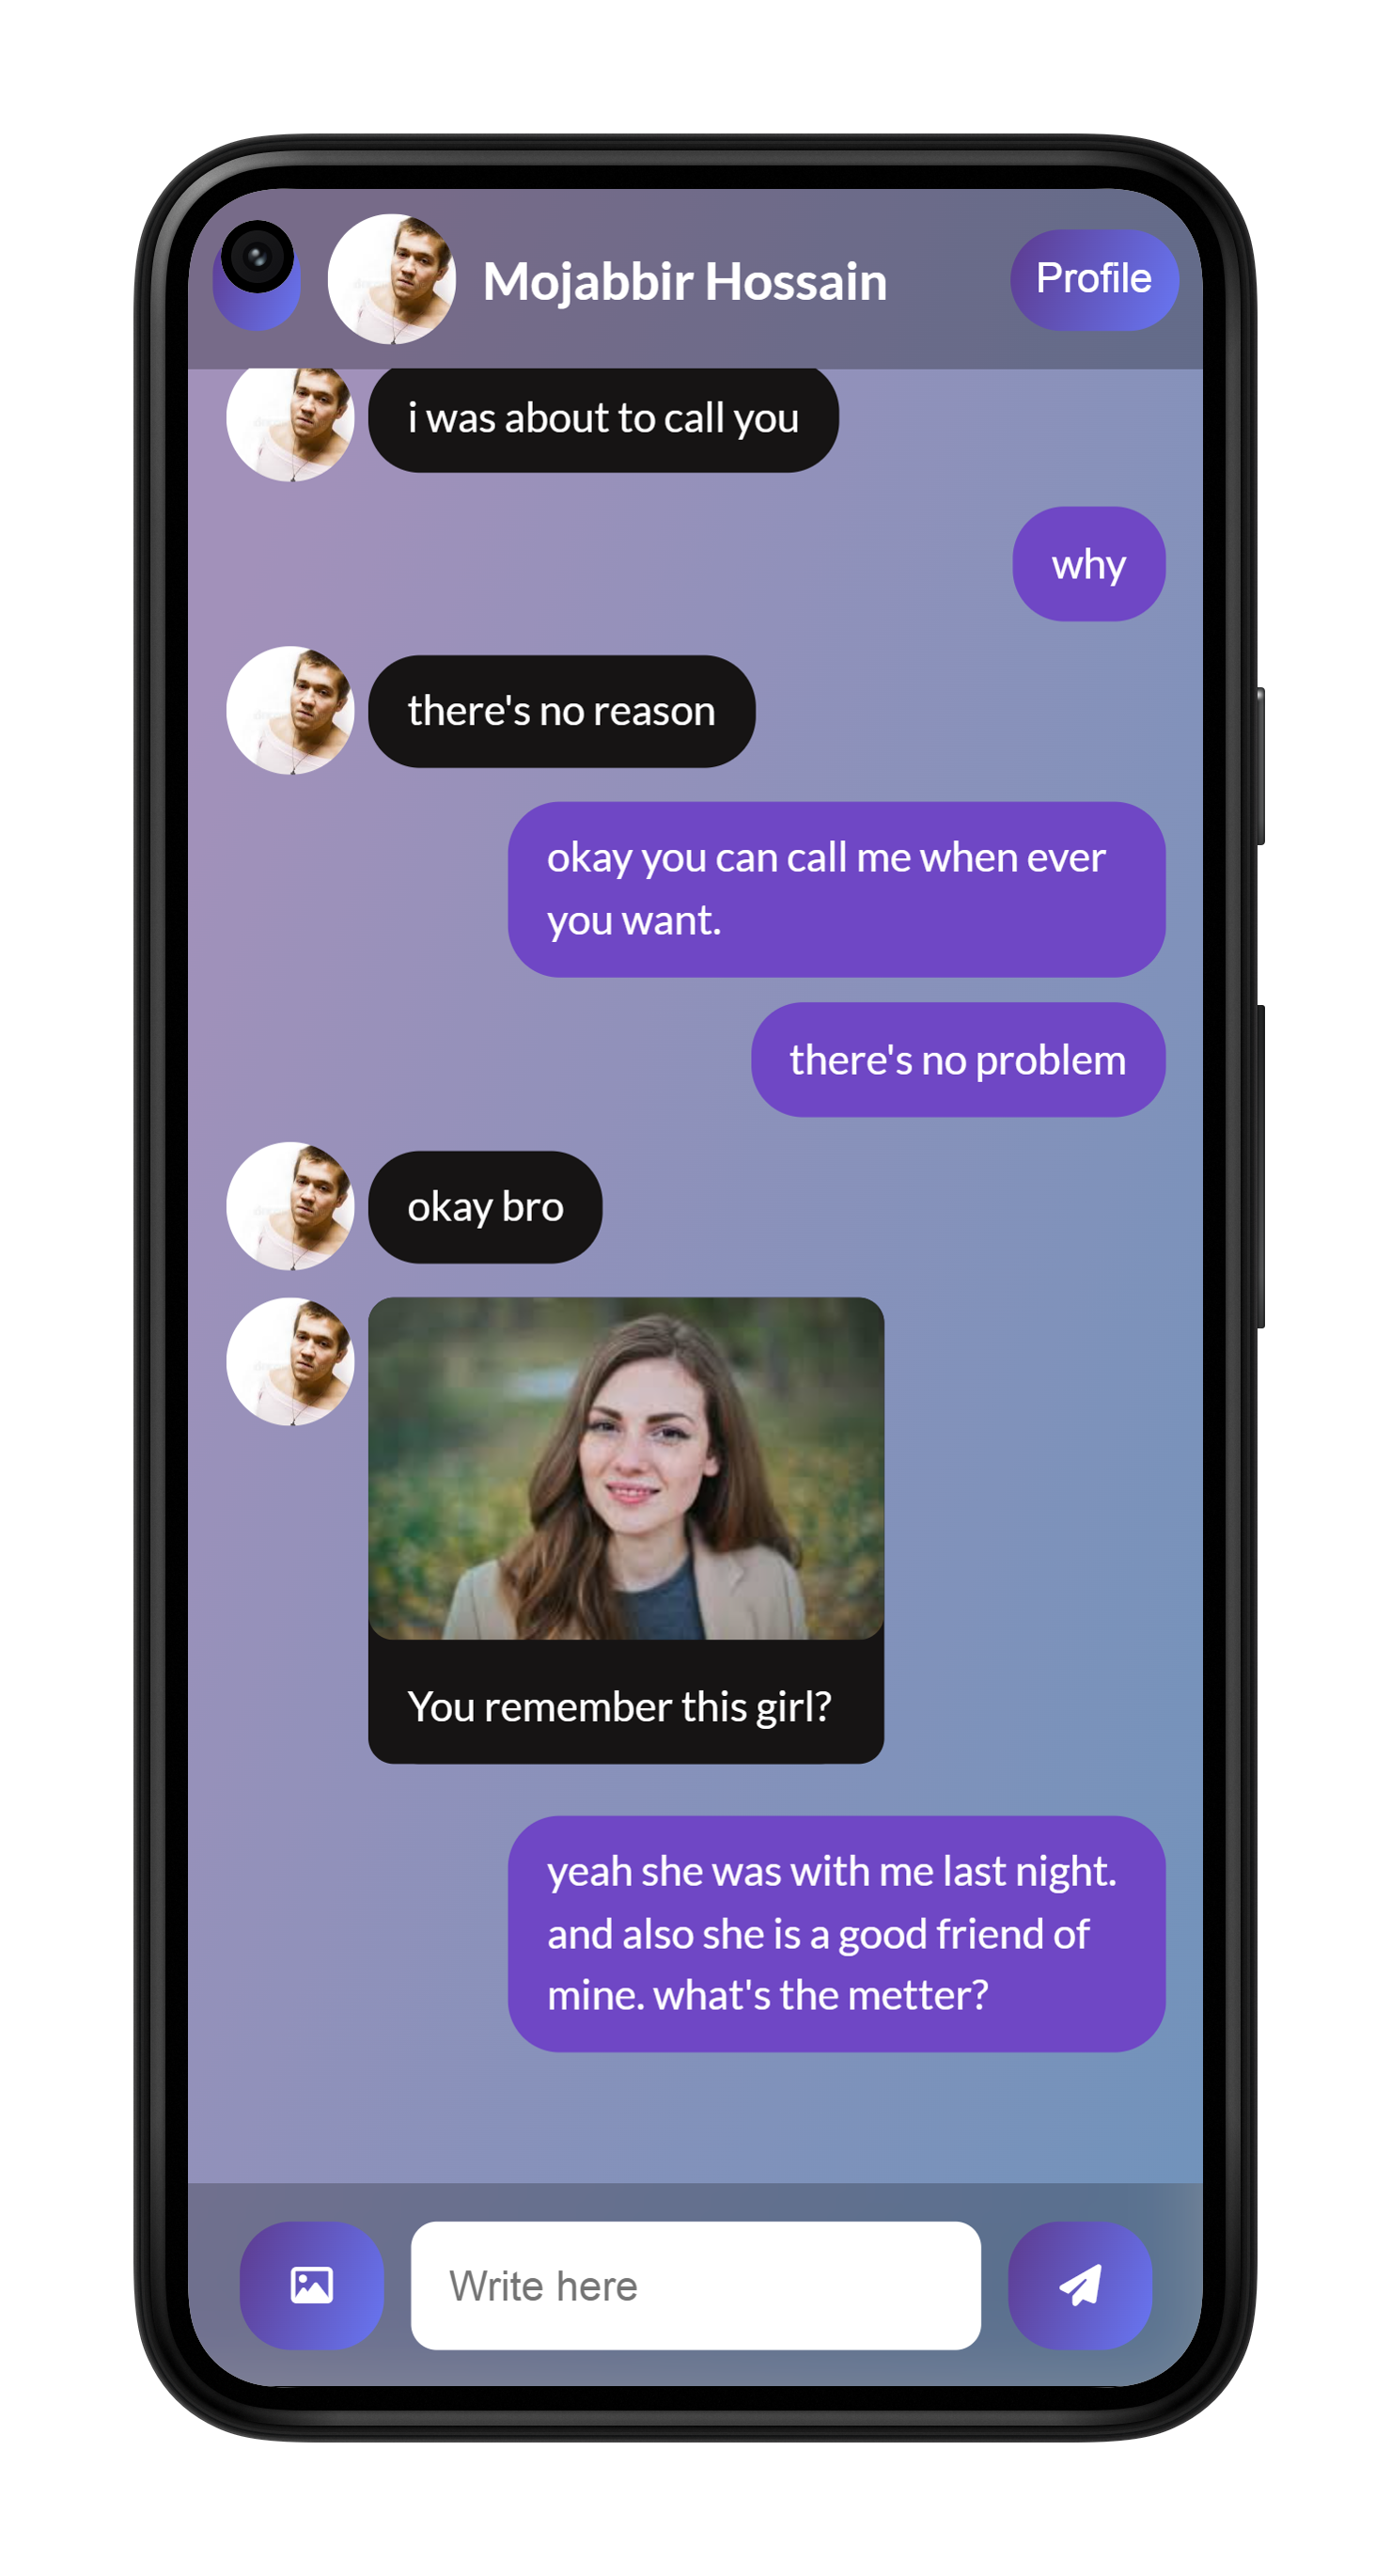 Mojabbir Hossain
Profile
i was about to call you
why
there's no reason
okay you can call me when ever
you want.
there's no problem
okay bro
You remember this girl?
yeah she was with me last night.
and also she is a good friend of
mine. what's the metter?
Write here